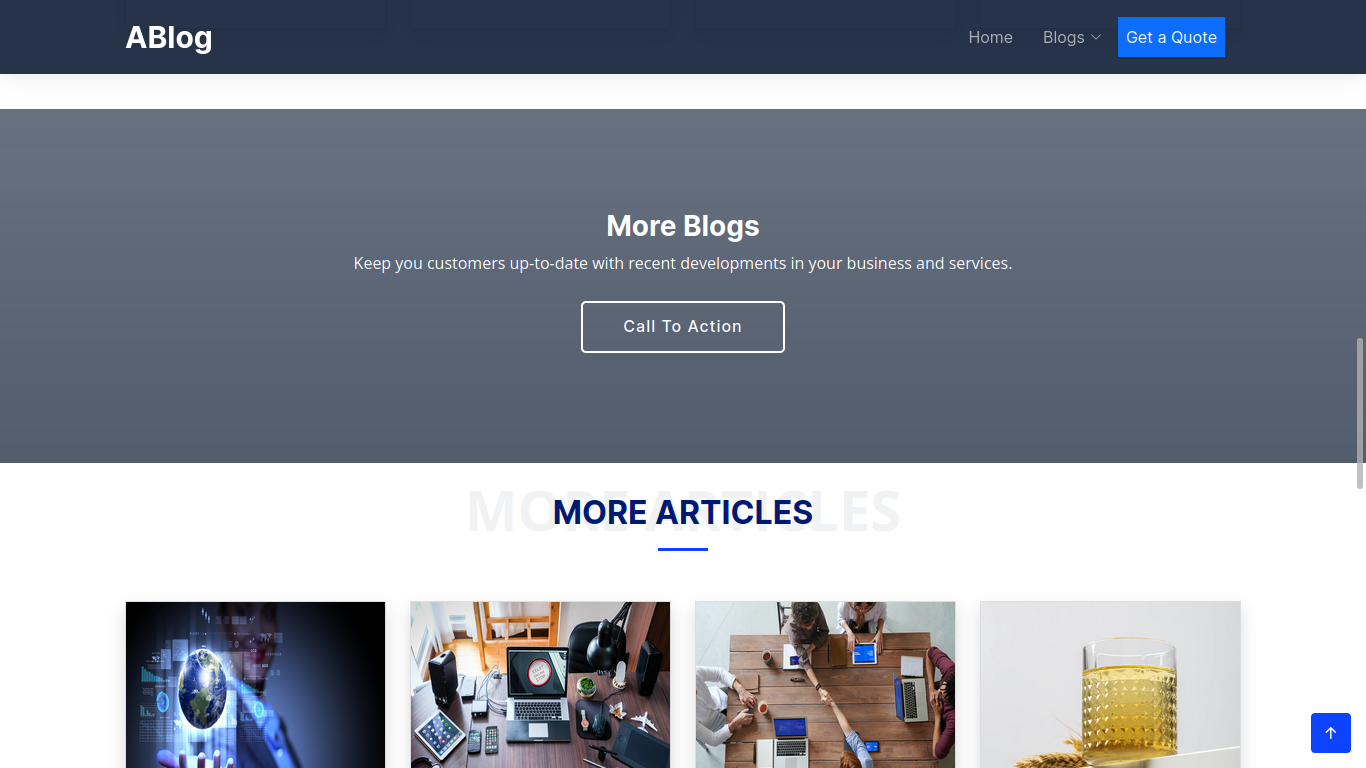 ABlog
Home
Blogs
Get a Quote
More Blogs
Keep you customers up-to-date with recent developments in your business and services.
Call To Action
MORE ARTICLES
MORE ARTICLES